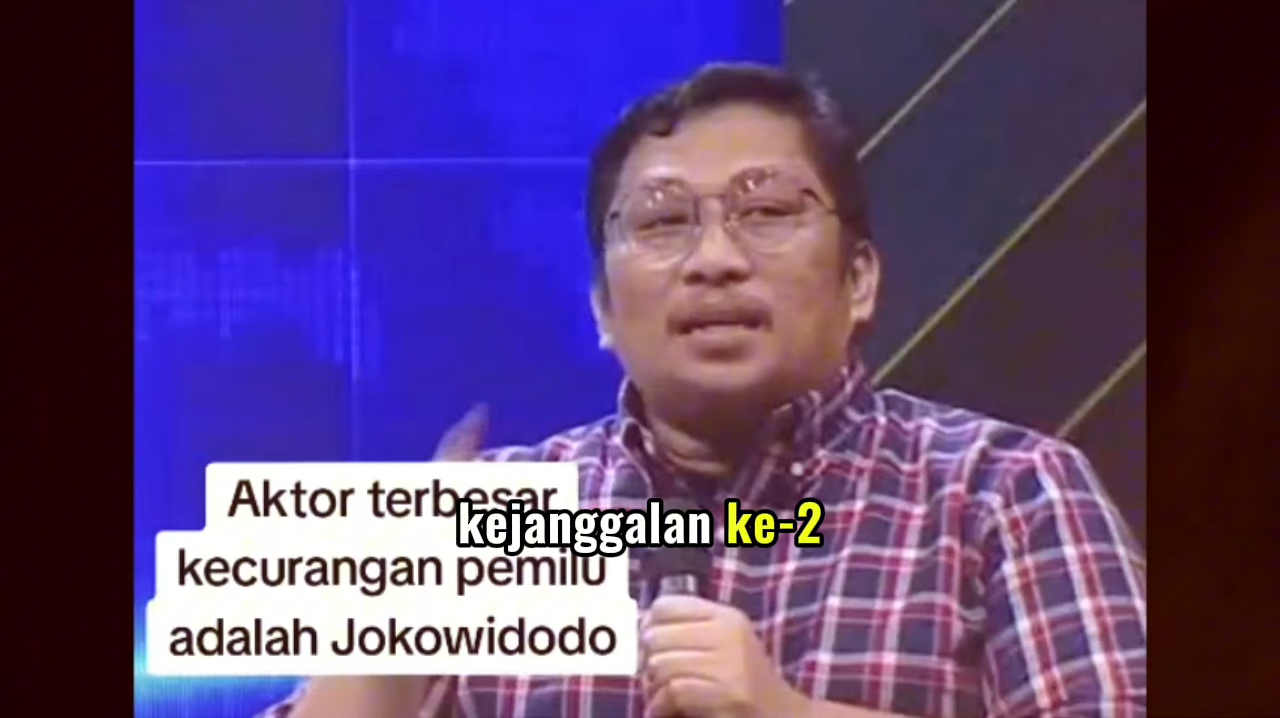 Aktor terbesar
kecurangan pemilu
adalah Jokowidodo
kejanggalan ke-2